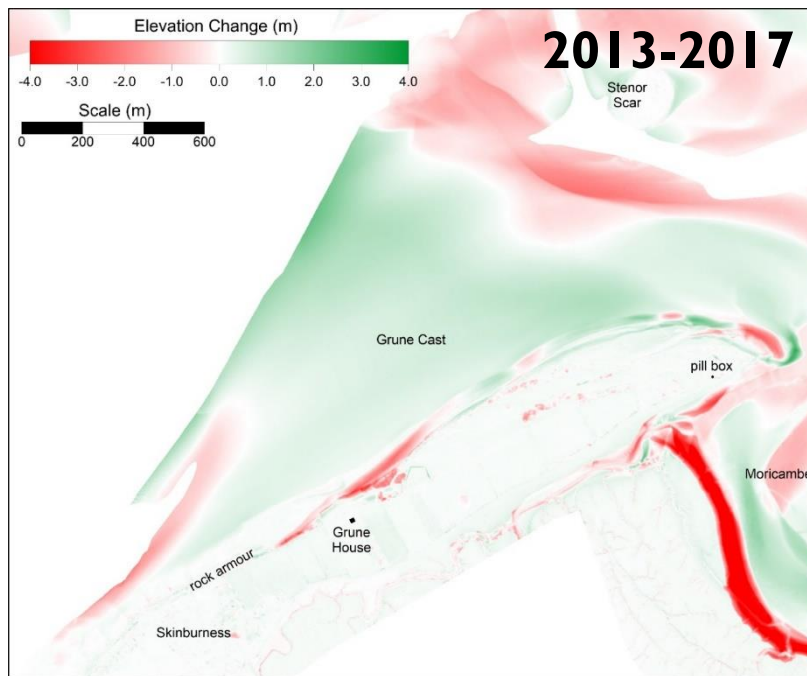 Elevation Change (m)
2013-2017
-4.0 -3.0 -2.0 -1.0 0.0 1.0 2.0 3.0 4.0
Scale (m)
0 200 400 600
Stenor
Scar
Grune Cast
pill box
Moricambe
Grune
House
rock armour
Skinburness